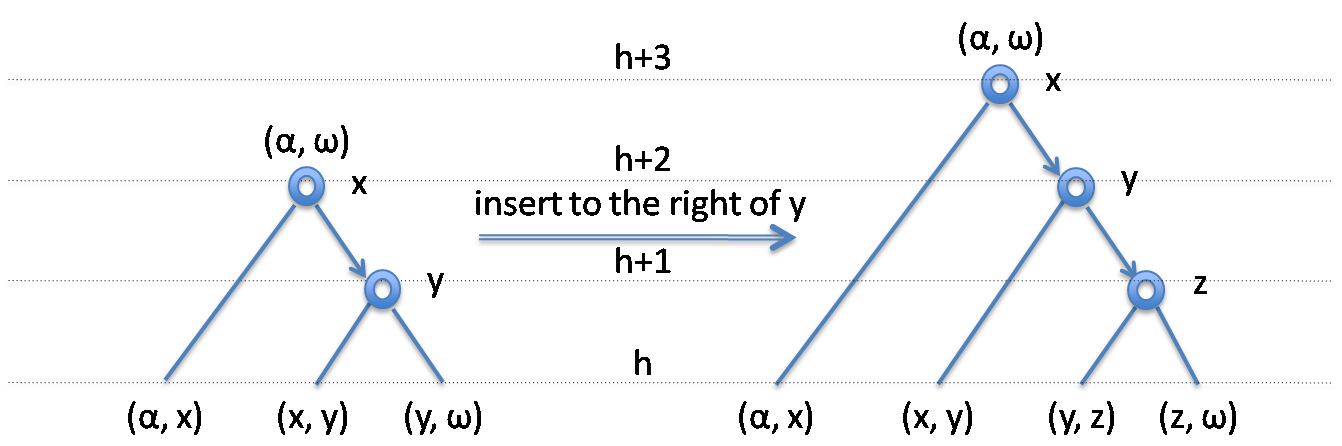 (α, ω)
h+3
x
(α, ω)
h+2
x
y
insert to the right of y
h+1
y
z
h
(α, x)
(x, y)
(y, ω)
(α, x)
(x, y)
(y, z)
(z, ω)